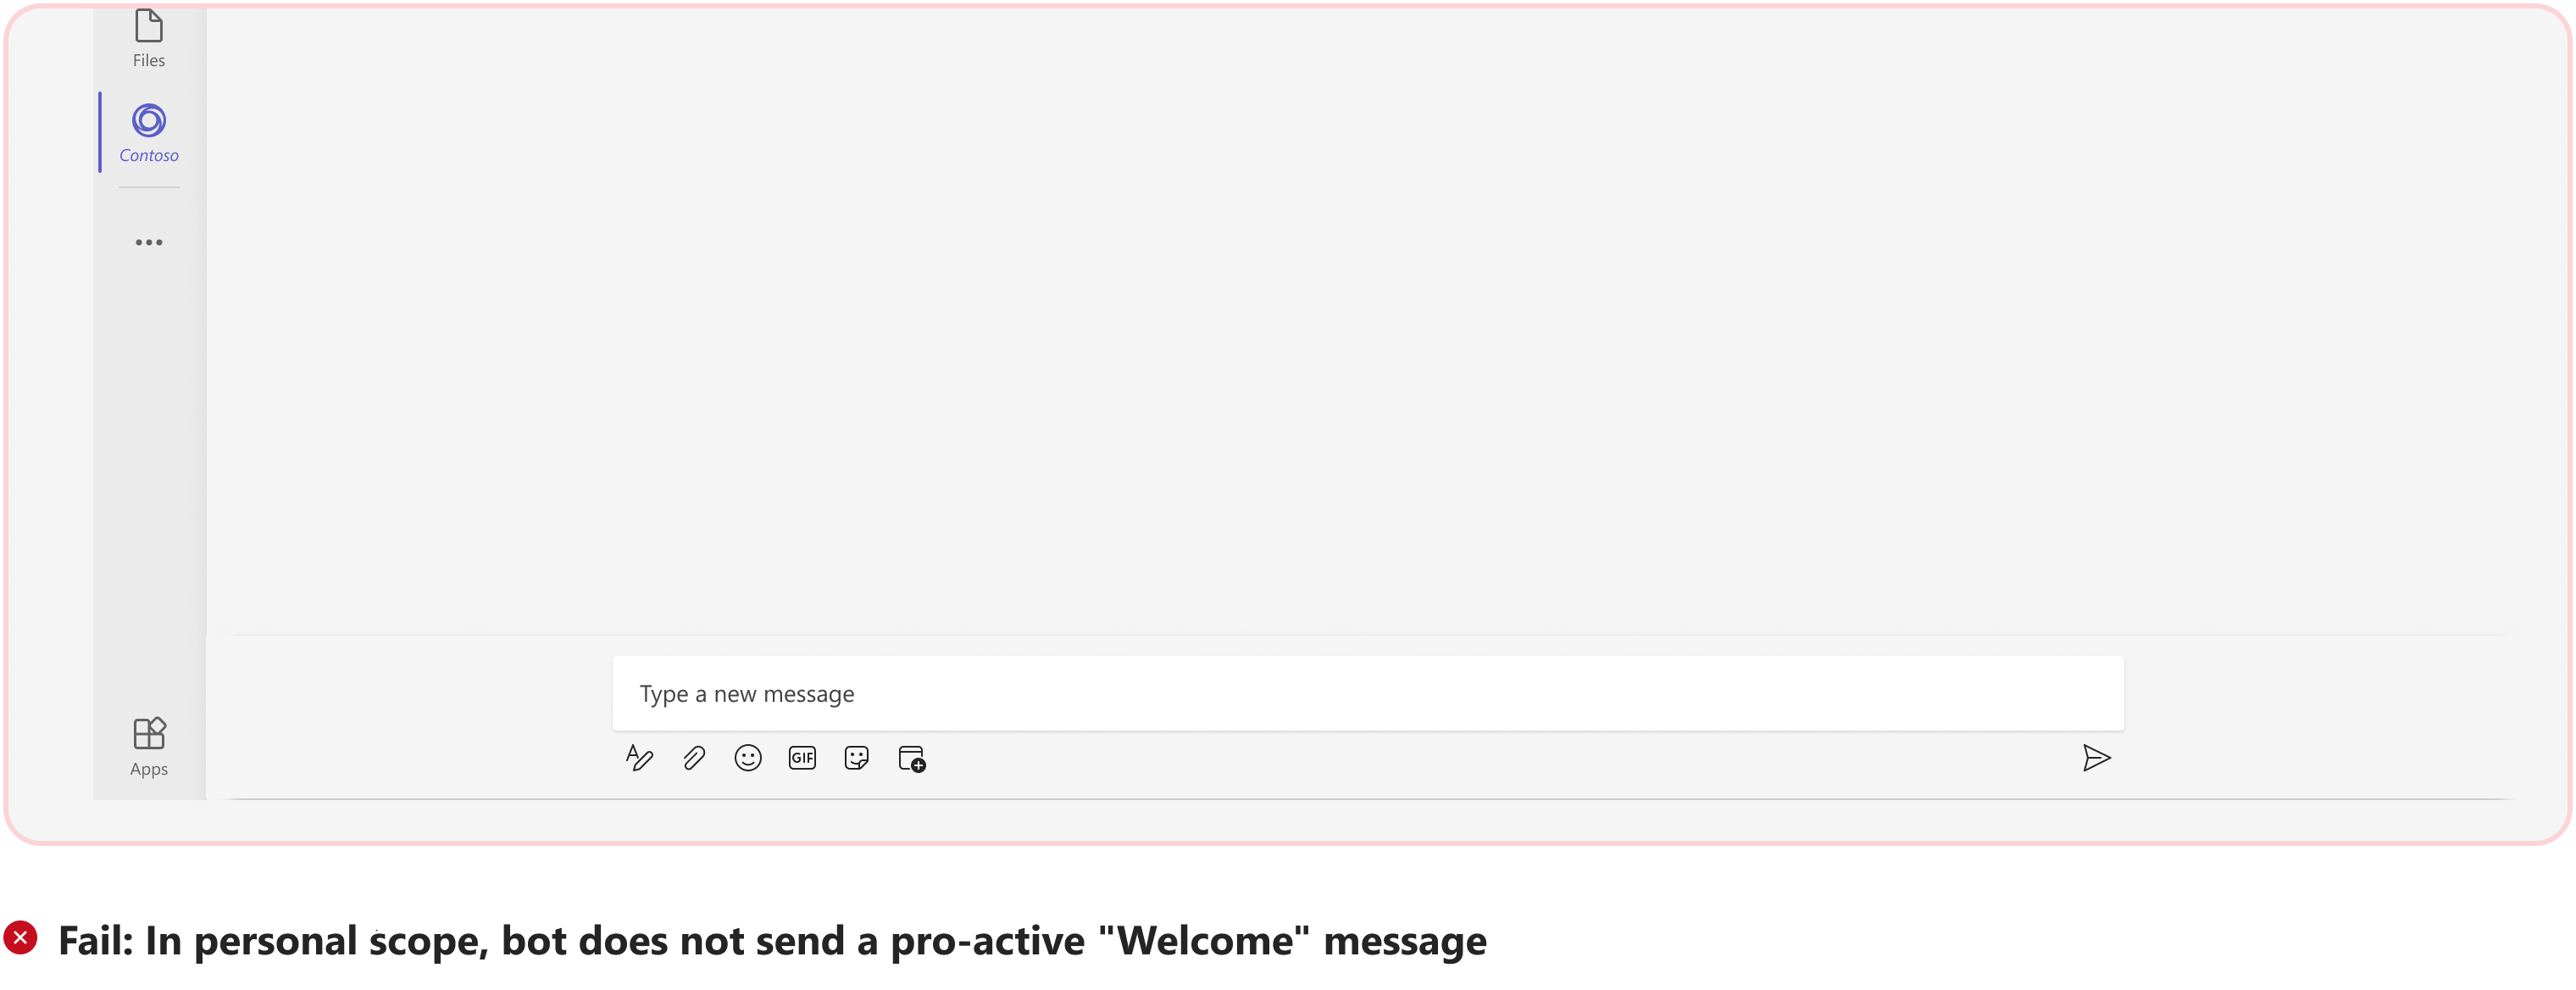 Files
Contoso
Type a new message
GIF
Apps
Fail: In personal scope, bot does not send a pro-active "Welcome" message